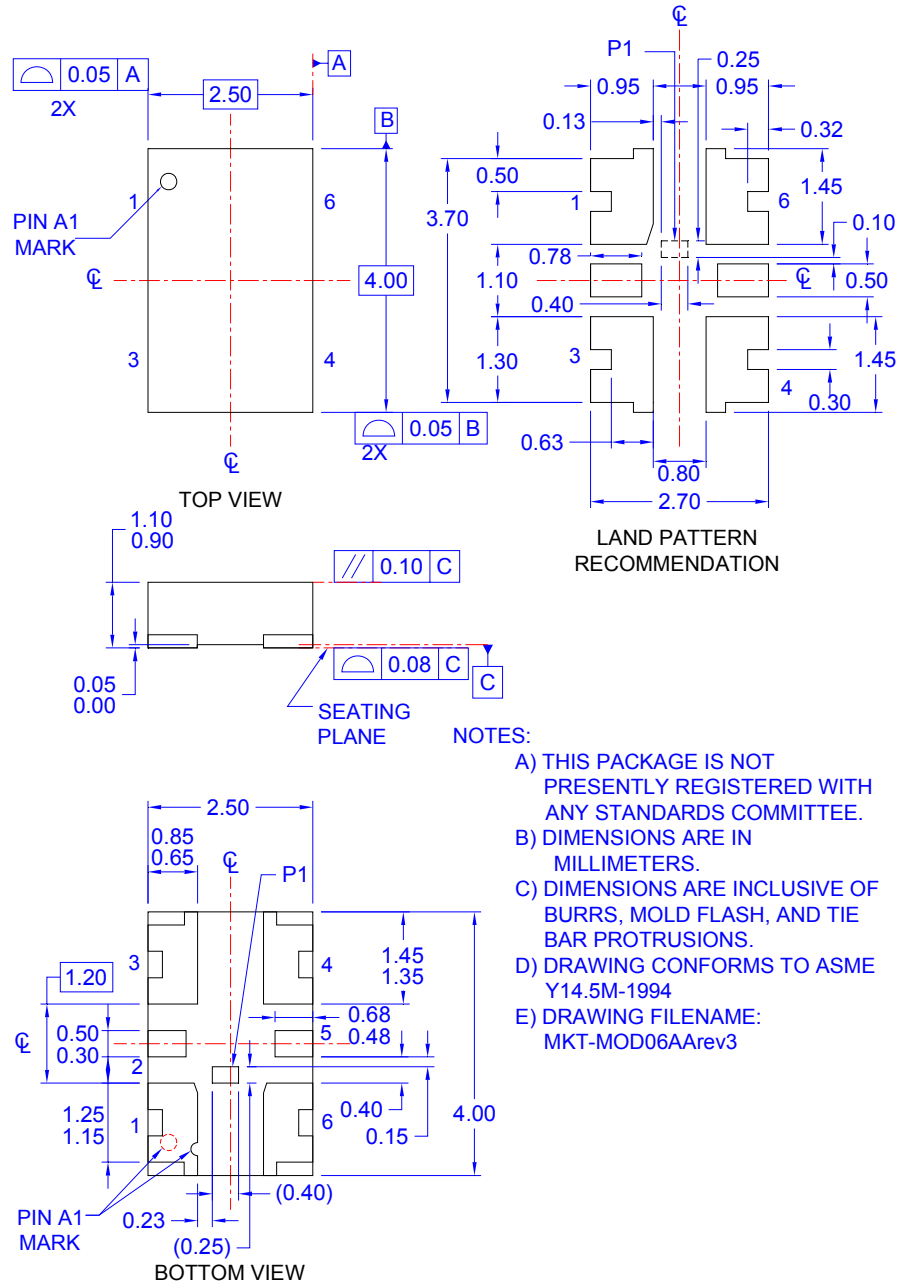 ℄
A
P1
0.25
0.05 A
2X
2.50
0.95
0.95
B
0.13
0.32
0.50
1
6
1
6
1.45
PIN A1
MARK
3.70
0.10
0.78
℄
4.00
1.10
℄
0.50
0.40
3
4
1.30
3
4
1.45
0.30
0.05 B
2X
0.63
℄
0.80
TOP VIEW
2.70
LAND PATTERN
RECOMMENDATION
1.10
0.90
// 0.10 C
0.08 C
C
0.05
0.00
SEATING
PLANE
NOTES:
A) THIS PACKAGE IS NOT
PRESENTLY REGISTERED WITH
ANY STANDARDS COMMITTEE.
B) DIMENSIONS ARE IN
MILLIMETERS.
C) DIMENSIONS ARE INCLUSIVE OF
BURRS, MOLD FLASH, AND TIE
BAR PROTRUSIONS.
D) DRAWING CONFORMS TO ASME
Y14.5M-1994
E) DRAWING FILENAME:
MKT-MOD06AArev3
2.50
0.85
0.65
℄
P1
3
4
1.45
1.35
1.20
0.68
0.48
0.50
0.30
℄
5
2
0.40
0.15
4.00
1.25
1.15
1
6
(0.40)
PIN A1
MARK
0.23
(0.25)
BOTTOM VIEW